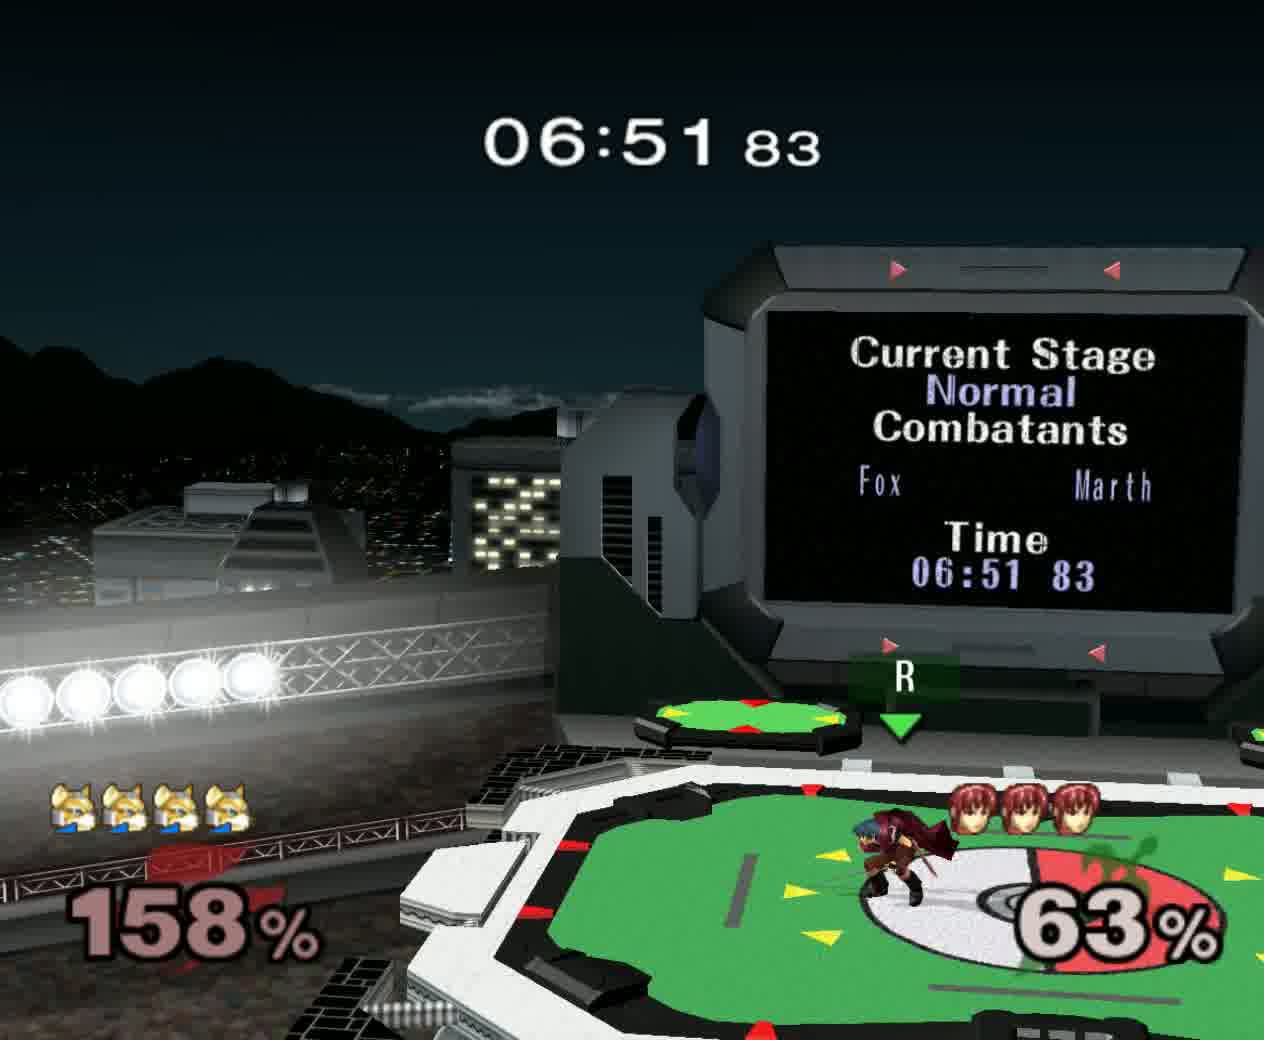 06:51 83
Current Stage
Normal
Combatants
Fox Marth
Time
06:51 83
R
158%
63%